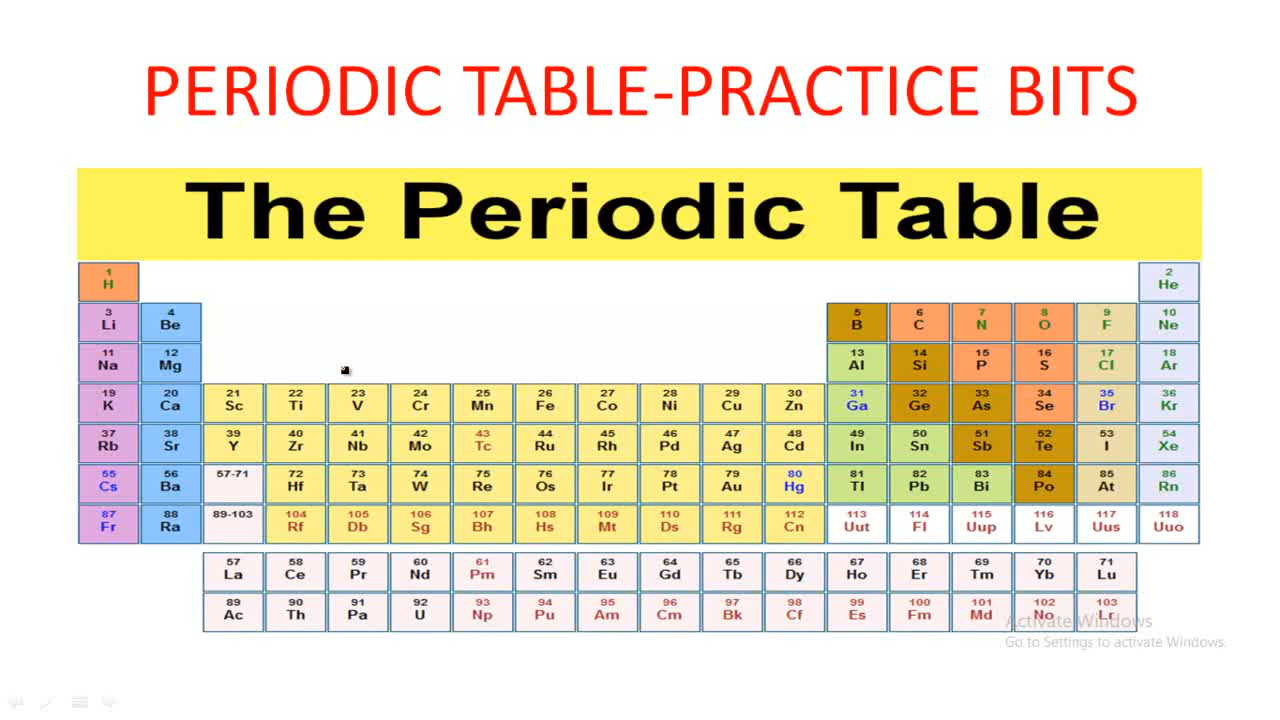 PERIODIC TABLE-PRACTICE BITS
The Periodic Table
1 2
H He
3 4 5 6 7 8 9 10
Li Be B C N O F Ne
11 12 13 14 15 16 17 18
Na Mg Al Si P S Cl Ar
19 20 21 22 23 24 25 26 27 28 29 30 31 32 33 34 35 36
K Ca Sc Ti V Cr Mn Fe Co Ni Cu Zn Ga Ge As Se Br Kr
37 38 39 40 41 42 43 44 45 46 47 48 49 50 51 52 53 54
Rb Sr Y Zr Nb Mo Tc Ru Rh Pd Ag Cd In Sn Sb Te I Xe
55 56 57-71 72 73 74 75 76 77 78 79 80 81 82 83 84 85 86
Cs Ba Hf Ta W Re Os Ir Pt Au Hg Tl Pb Bi Po At Rn
87 88 89-103 104 105 106 107 108 109 110 111 112 113 114 115 116 117 118
Fr Ra Rf Db Sg Bh Hs Mt Ds Rg Cn Uut Fl Uup Lv Uus Uuo
57 58 59 60 61 62 63 64 65 66 67 68 69 70 71
La Ce Pr Nd Pm Sm Eu Gd Tb Dy Ho Er Tm Yb Lu
89 90 91 92 93 94 95 96 97 98 99 100 101 102 103
Ac Th Pa U Np Pu Am Cm Bk Cf Es Fm Md No Lr
Activate Windows
Go to Settings to activate Windows.